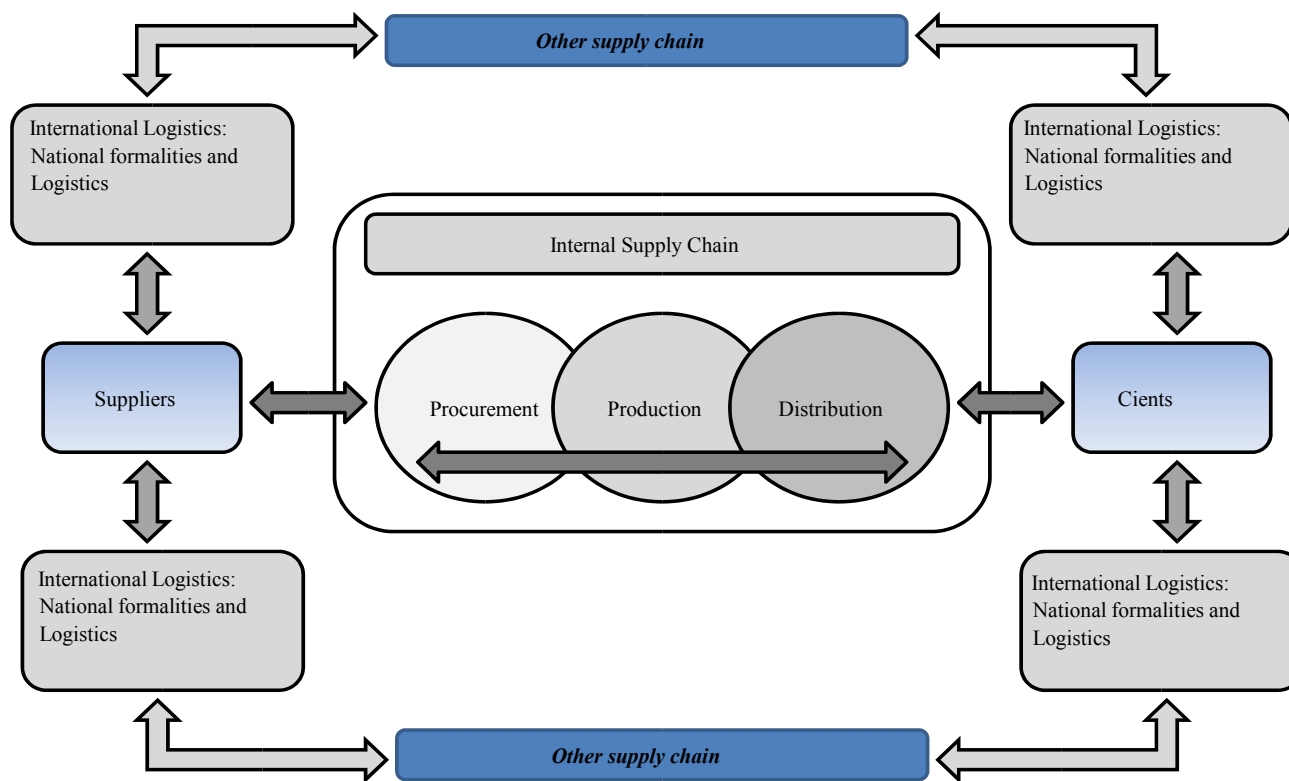 Other supply chain
International Logistics:
National formalities and
Logistics
International Logistics:
National formalities and
Logistics
Internal Supply Chain
Suppliers
Procurement
Production
Distribution
Cients
International Logistics:
National formalities and
Logistics
International Logistics:
National formalities and
Logistics
Other supply chain